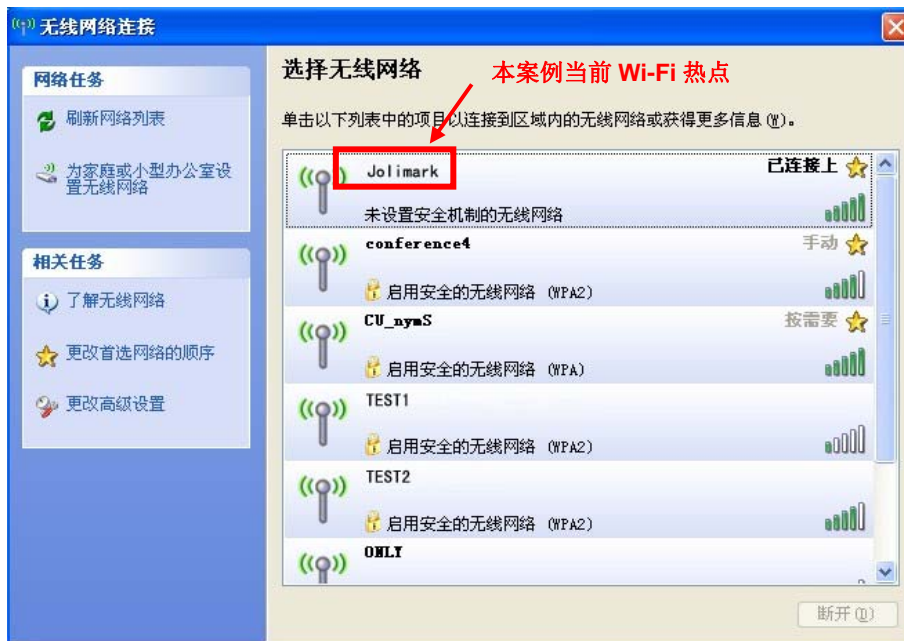 无线网络连接
网络任务
刷新网络列表
为家庭或小型办公室设
置无线网络
相关任务
了解无线网络
更改首选网络的顺序
更改高级设置
选择无线网络
本案例当前 Wi-Fi 热点
单击以下列表中的项目以连接到区域内的无线网络或获得更多信息(W)。
Jolimark
已连接上
未设置安全机制的无线网络
conference4
手动
启用安全的无线网络 (WPA2)
CU_nymS
按需要
启用安全的无线网络 (WPA)
TEST1
启用安全的无线网络 (WPA2)
TEST2
启用安全的无线网络 (WPA2)
ONLY
断开(D)